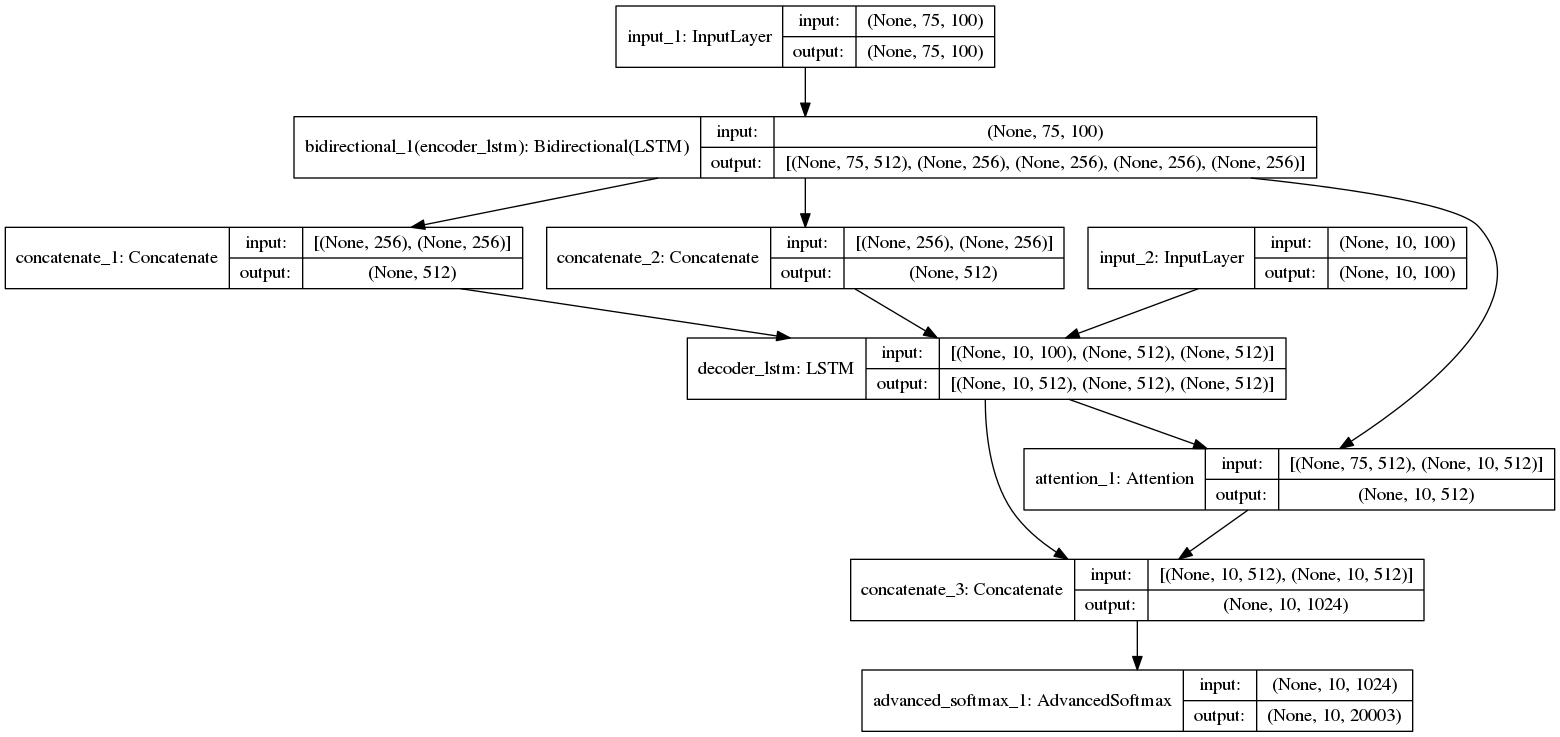 input_1: InputLayer
input: (None, 75, 100)
output: (None, 75, 100)
bidirectional_1(encoder_lstm): Bidirectional(LSTM)
input: (None, 75, 100)
output: [(None, 75, 512), (None, 256), (None, 256), (None, 256), (None, 256)]
concatenate_1: Concatenate
input: [(None, 256), (None, 256)]
output: (None, 512)
concatenate_2: Concatenate
input: [(None, 256), (None, 256)]
output: (None, 512)
input_2: InputLayer
input: (None, 10, 100)
output: (None, 10, 100)
decoder_lstm: LSTM
input: [(None, 10, 100), (None, 512), (None, 512)]
output: [(None, 10, 512), (None, 512), (None, 512)]
attention_1: Attention
input: [(None, 75, 512), (None, 10, 512)]
output: (None, 10, 512)
concatenate_3: Concatenate
input: [(None, 10, 512), (None, 10, 512)]
output: (None, 10, 1024)
advanced_softmax_1: AdvancedSoftmax
input: (None, 10, 1024)
output: (None, 10, 20003)